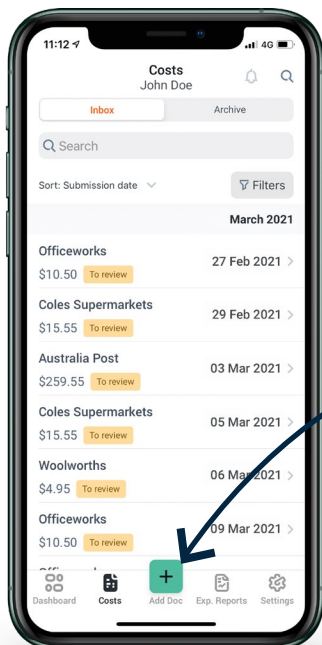 11:12 4G
Costs
John Doe
Inbox Archive
Search
Sort: Submission date Filters
March 2021
Officeworks
27 Feb 2021
$10.50 To review
Coles Supermarkets
29 Feb 2021
$15.55 To review
Australia Post
03 Mar 2021
$259.55 To review
Coles Supermarkets
05 Mar 2021
$15.55 To review
Woolworths
06 Mar 2021
$4.95 To review
Officeworks
09 Mar 2021
$10.50 To review
Dashboard Costs Add Doc Exp. Reports Settings